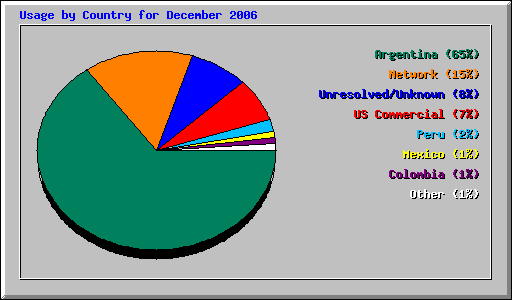 Usage by Country for December 2006
Argentina (65%)
Network (15%)
Unresolved/Unknown (8%)
US Commercial (7%)
Peru (2%)
Mexico (1%)
Colombia (1%)
Other (1%)